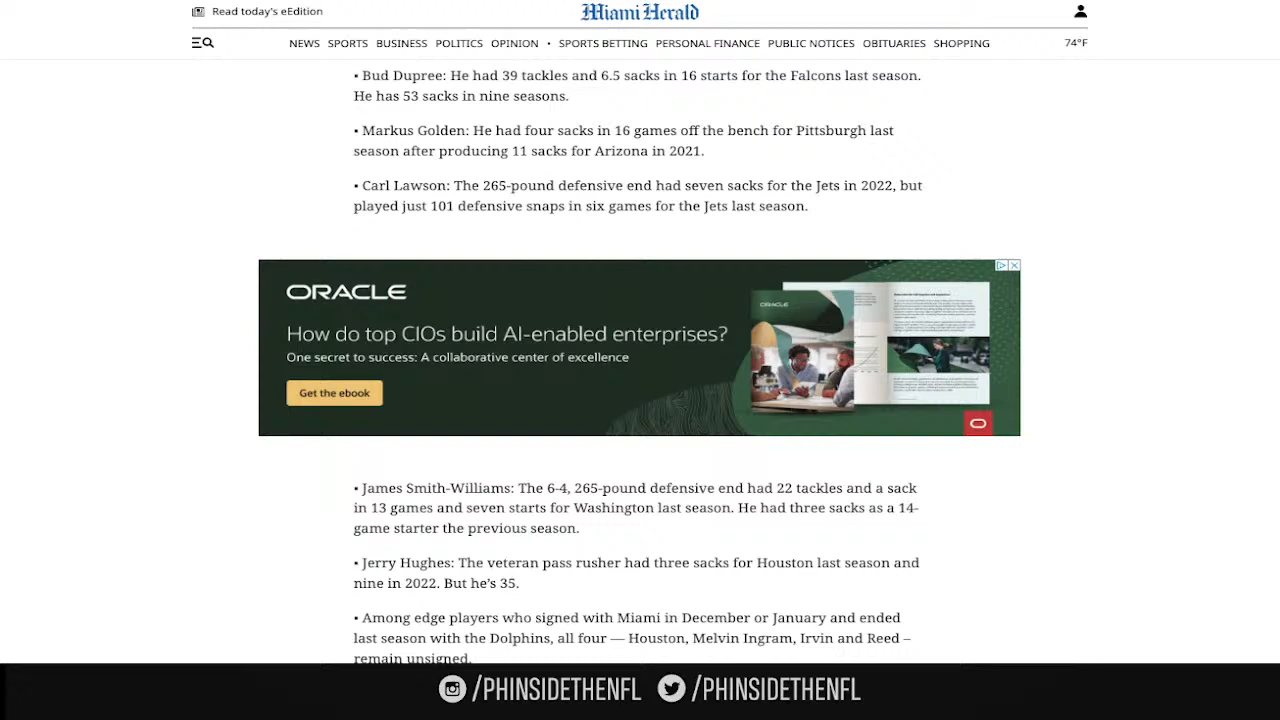 Read today's eEdition
Miami Herald
NEWS SPORTS BUSINESS POLITICS OPINION • SPORTS BETTING PERSONAL FINANCE PUBLIC NOTICES OBITUARIES SHOPPING 74°F
▪ Bud Dupree: He had 39 tackles and 6.5 sacks in 16 starts for the Falcons last season.
He has 53 sacks in nine seasons.
▪ Markus Golden: He had four sacks in 16 games off the bench for Pittsburgh last
season after producing 11 sacks for Arizona in 2021.
▪ Carl Lawson: The 265-pound defensive end had seven sacks for the Jets in 2022, but
played just 101 defensive snaps in six games for the Jets last season.
ORACLE
How do top CIOs build AI-enabled enterprises?
One secret to success: A collaborative center of excellence
Get the ebook
ORACLE
▪ James Smith-Williams: The 6-4, 265-pound defensive end had 22 tackles and a sack
in 13 games and seven starts for Washington last season. He had three sacks as a 14-
game starter the previous season.
▪ Jerry Hughes: The veteran pass rusher had three sacks for Houston last season and
nine in 2022. But he's 35.
▪ Among edge players who signed with Miami in December or January and ended
last season with the Dolphins, all four — Houston, Melvin Ingram, Irvin and Reed –
remain unsigned.
/PHINSIDETHENFL /PHINSIDETHENFL